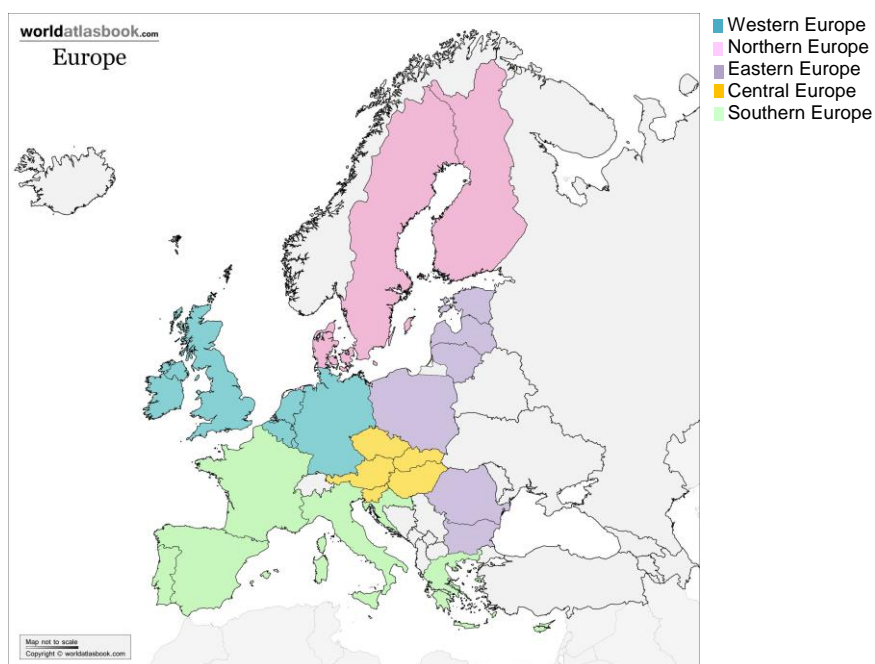 worldatlasbook.com
Europe
Western Europe
Northern Europe
Eastern Europe
Central Europe
Southern Europe
Map not to scale
Copyright © worldatlasbook.com